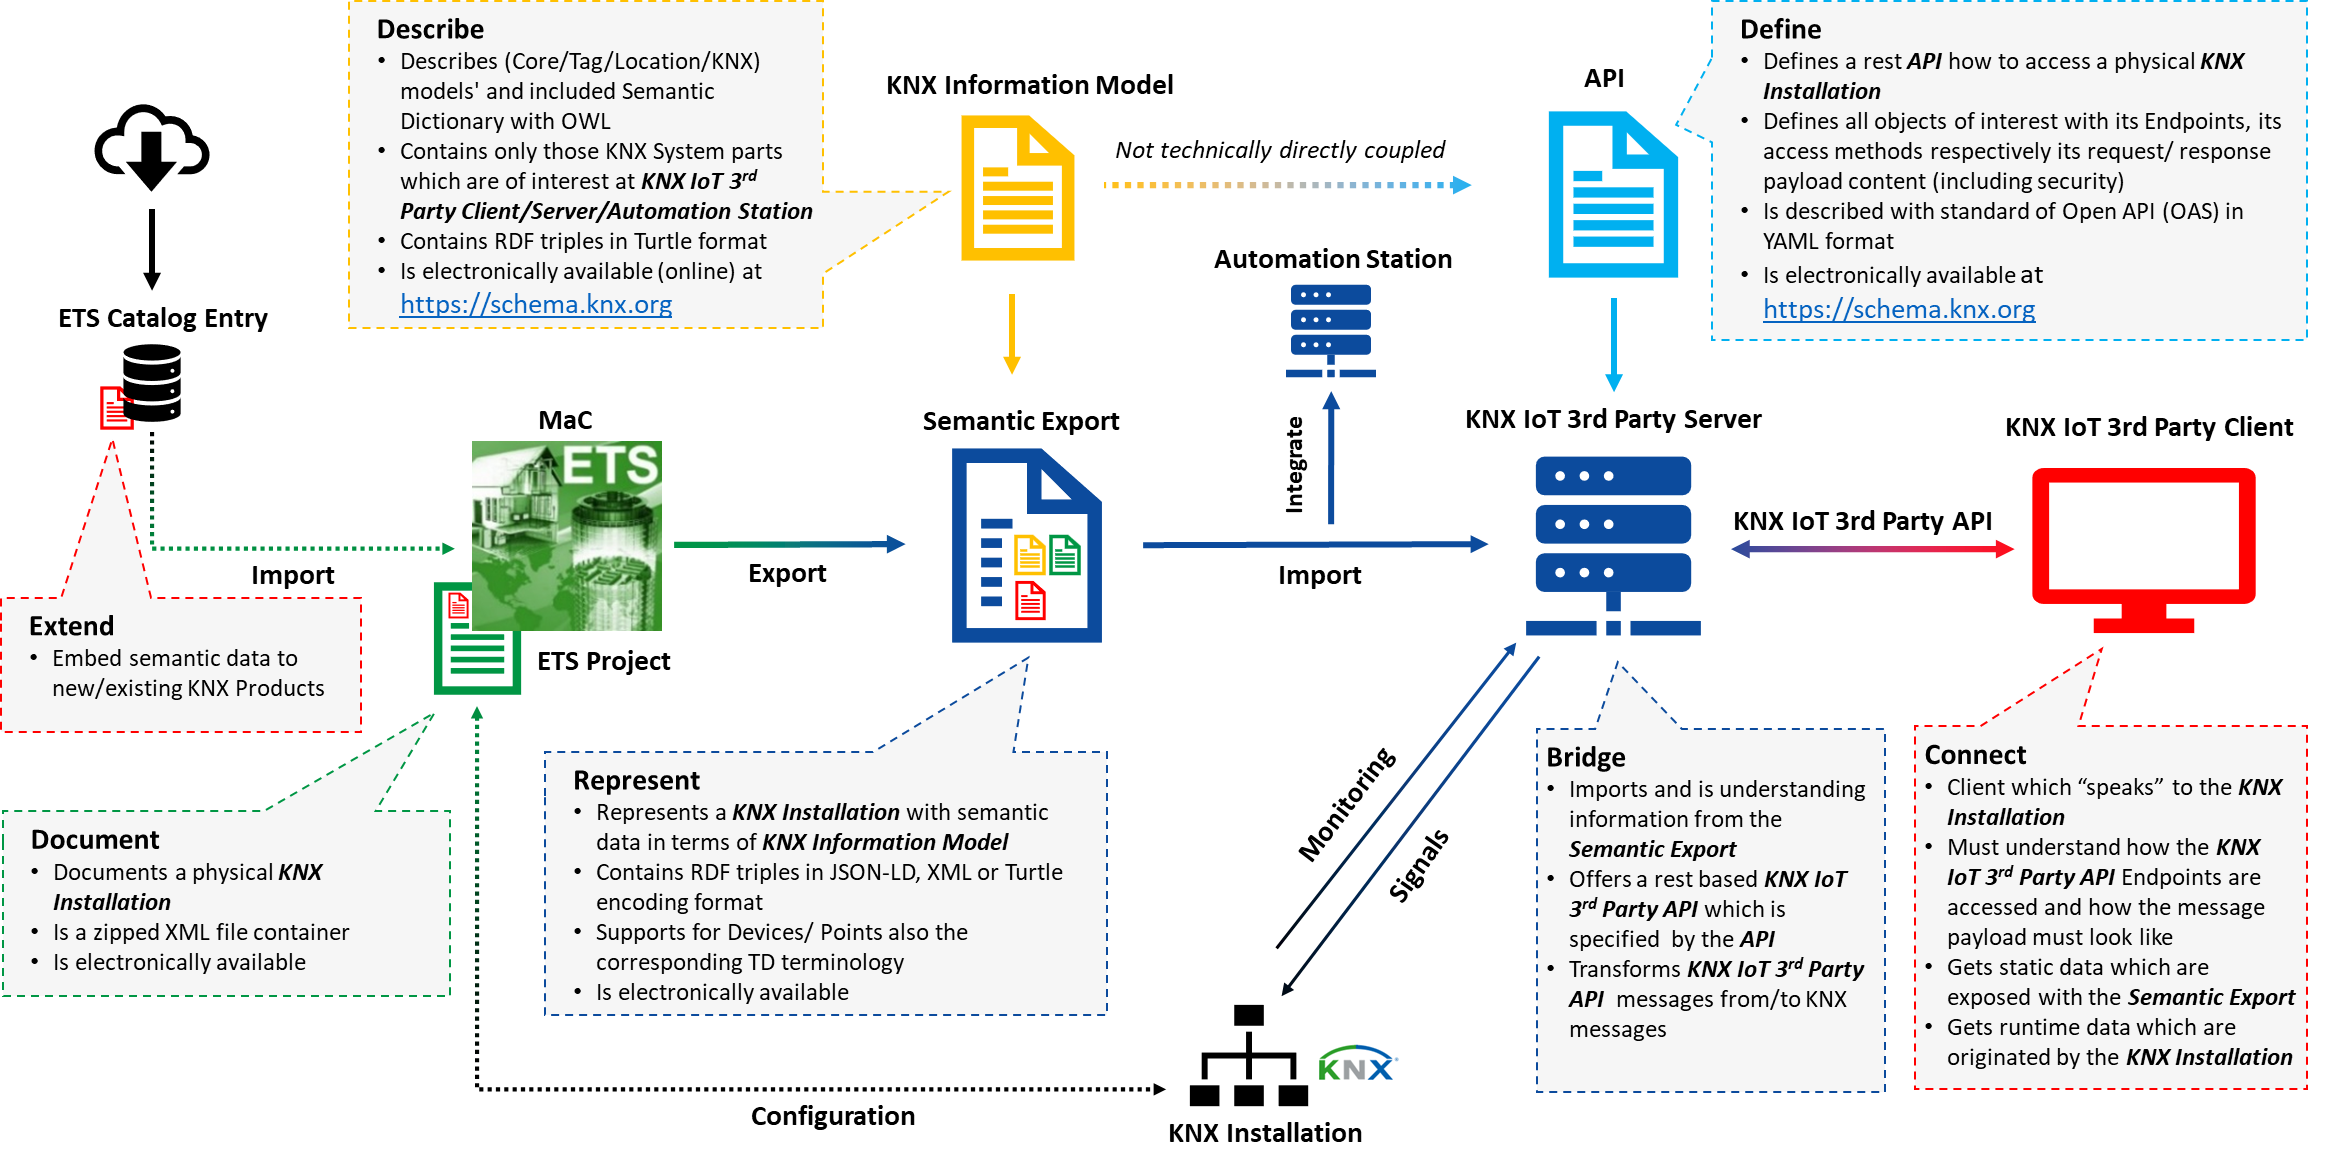 Describe
• Describes (Core/Tag/Location/KNX)
models' and included Semantic
Dictionary with OWL
• Contains only those KNX System parts
which are of interest at KNX IoT 3rd
Party Client/Server/Automation Station
• Contains RDF triples in Turtle format
• Is electronically available (online) at
https://schema.knx.org
KNX Information Model
Not technically directly coupled
API
Define
• Defines a rest API how to access a physical KNX
Installation
• Defines all objects of interest with its Endpoints, its
access methods respectively its request/ response
payload content (including security)
• Is described with standard of Open API (OAS) in
YAML format
• Is electronically available at
https://schema.knx.org
ETS Catalog Entry
Automation Station
Integrate
MaC
ETS
ETS Project
Import
Export
Semantic Export
Import
KNX IoT 3rd Party Server
KNX IoT 3rd Party API
KNX IoT 3rd Party Client
Extend
• Embed semantic data to
new/existing KNX Products
Document
• Documents a physical KNX
Installation
• Is a zipped XML file container
• Is electronically available
Represent
• Represents a KNX Installation with semantic
data in terms of KNX Information Model
• Contains RDF triples in JSON-LD, XML or Turtle
encoding format
• Supports for Devices/ Points also the
corresponding TD terminology
• Is electronically available
Monitoring
Signals
Bridge
• Imports and is understanding
information from the
Semantic Export
• Offers a rest based KNX IoT
3rd Party API which is
specified by the API
• Transforms KNX IoT 3rd Party
API messages from/to KNX
messages
Connect
• Client which “speaks” to the KNX
Installation
• Must understand how the KNX
IoT 3rd Party API Endpoints are
accessed and how the message
payload must look like
• Gets static data which are
exposed with the Semantic Export
• Gets runtime data which are
originated by the KNX Installation
Configuration
KNX
KNX Installation